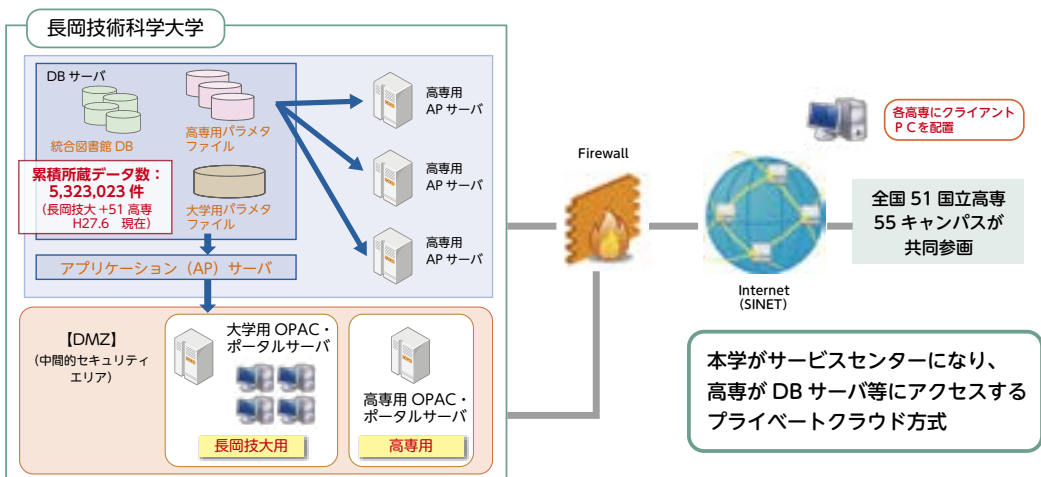 長岡技術科学大学
DB サーバ
統合図書館 DB
高専用パラメタ
ファイル
累積所蔵データ数：
5,323,023 件
（長岡技大 +51 高専
H27.6　現在）
大学用パラメタ
ファイル
高専用
AP サーバ
高専用
AP サーバ
高専用
AP サーバ
アプリケーション（AP）サーバ
【DMZ】
（中間的セキュリティ
エリア）
大学用 OPAC・
ポータルサーバ
長岡技大用
高専用 OPAC・
ポータルサーバ
高専用
Firewall
Internet
(SINET)
各高専にクライアント
ＰＣを配置
全国 51 国立高専
55 キャンパスが
共同参画
本学がサービスセンターになり、
高専が DB サーバ等にアクセスする
プライベートクラウド方式